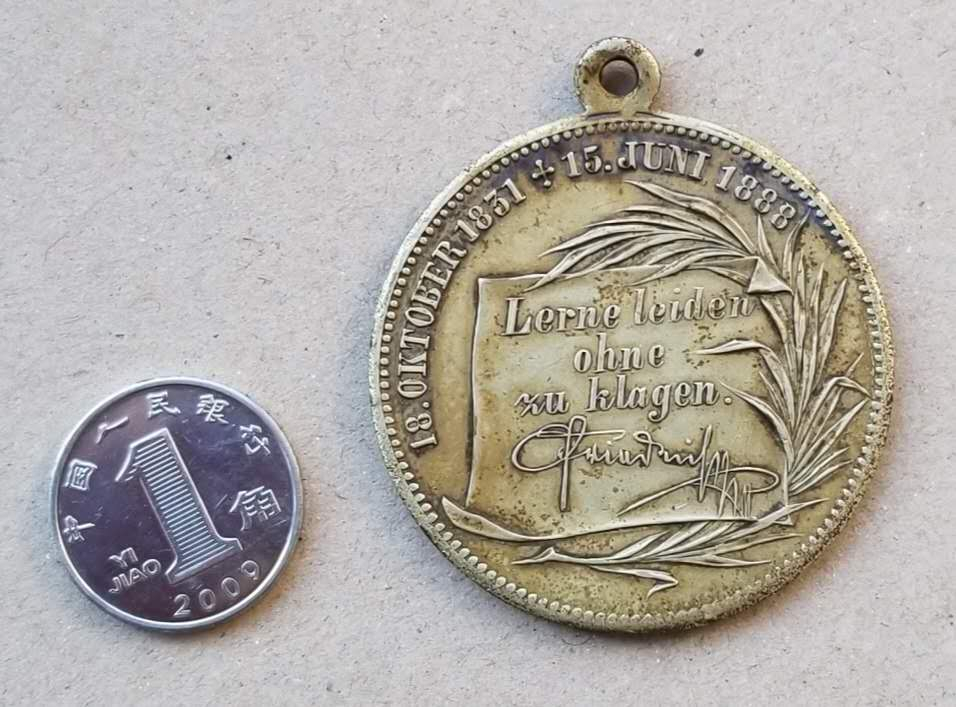 中国人民银行
1角
YI
JIAO
2009
18. OKTOBER 1831 ✝ 15. JUNI 1888
Lerne leiden
ohne
zu klagen.
Friedrich